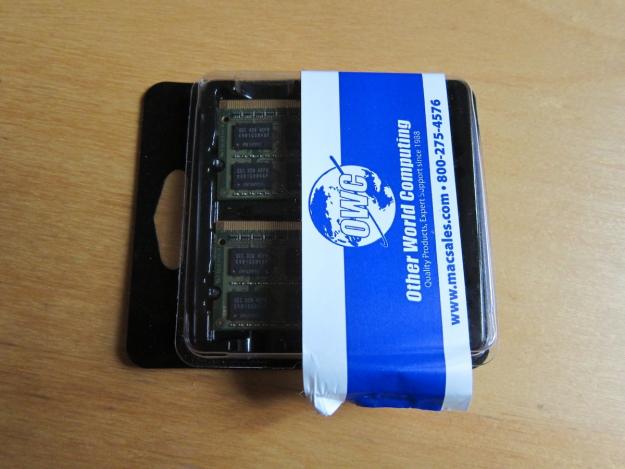 OWC
Other World Computing
Quality Products, Expert Support since 1988
www.macsales.com • 800-275-4576